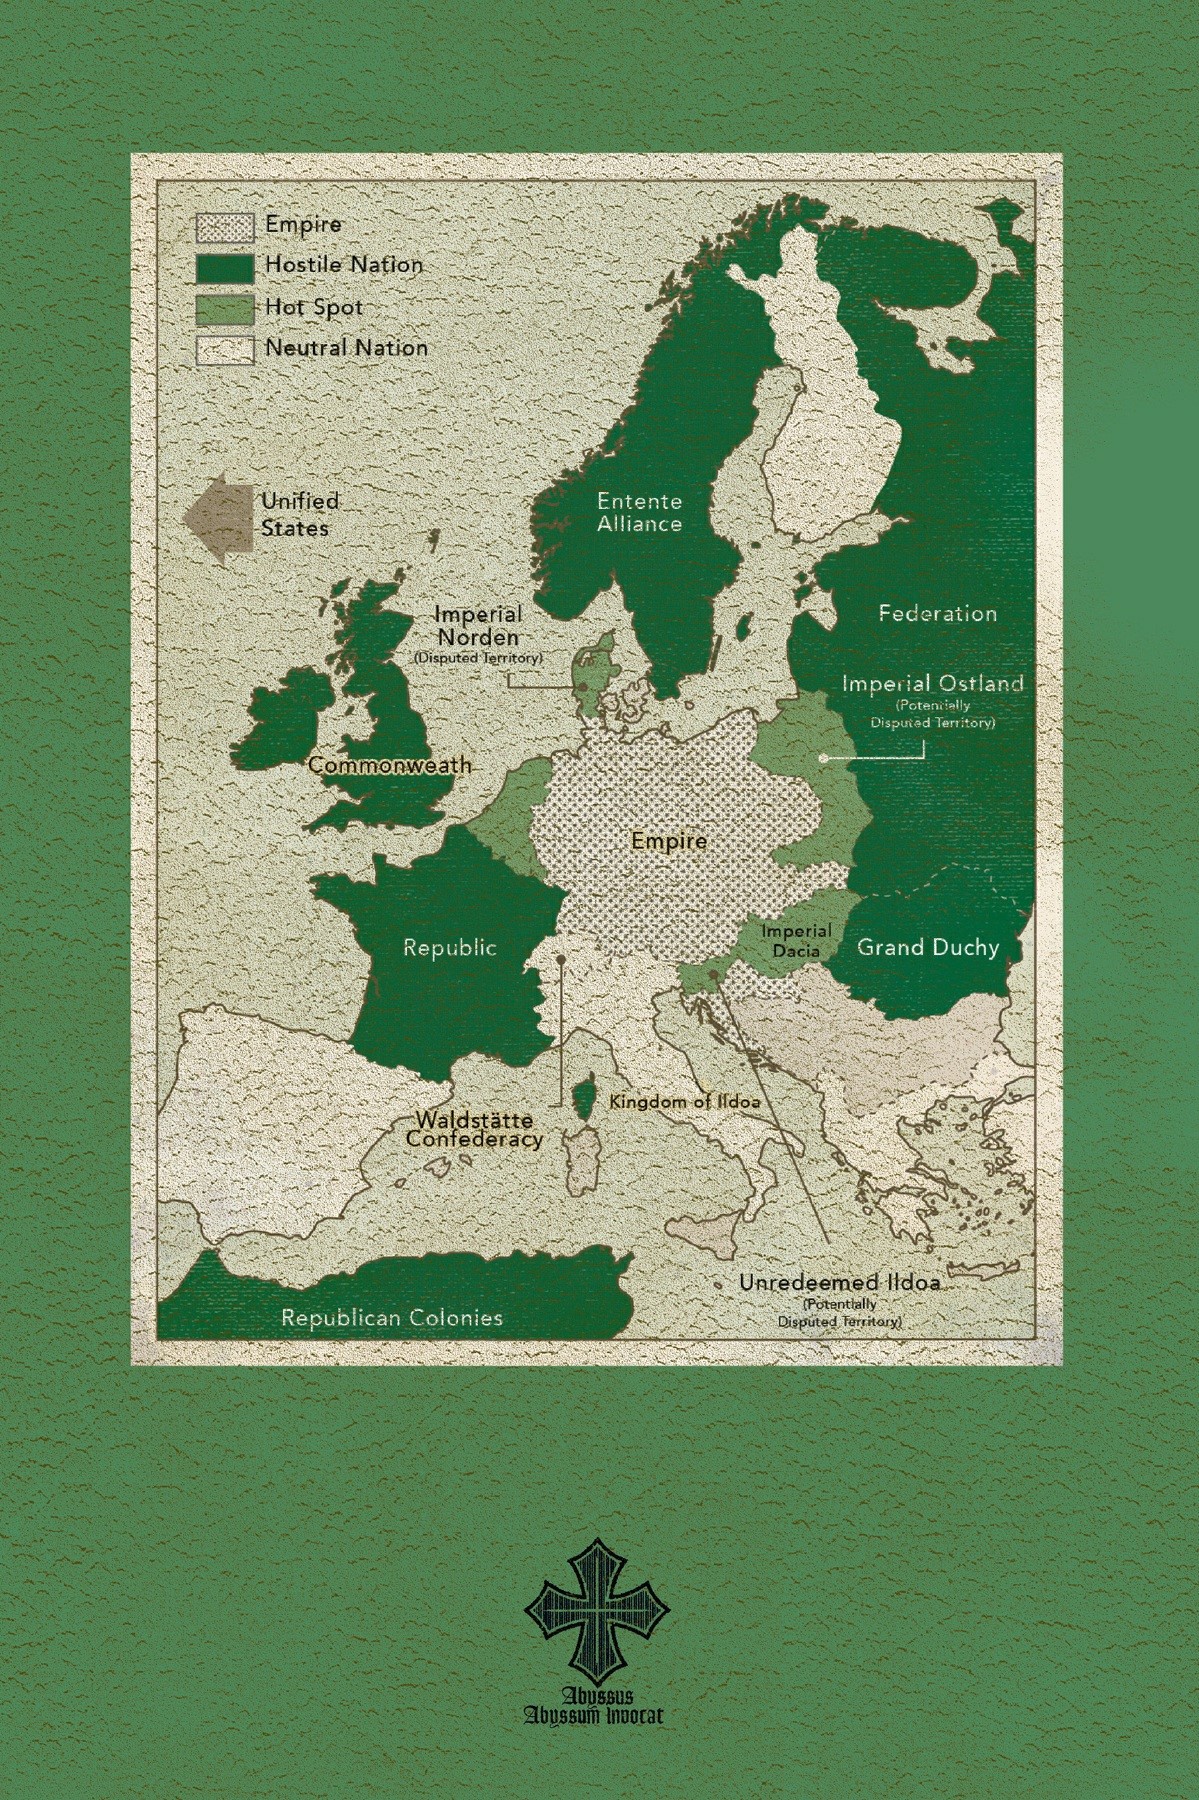 Empire
Hostile Nation
Hot Spot
Neutral Nation
Unified
States
Entente
Alliance
Imperial
Norden
(Disputed Territory)
Federation
Imperial Ostland
(Potentially
Disputed Territory)
Commonweath
Empire
Imperial
Dacia
Republic
Grand Duchy
Waldstätte
Confederacy
Kingdom of Ildoa
Unredeemed Ildoa
(Potentially
Disputed Territory)
Republican Colonies
Abyssus
Abyssum Invocat